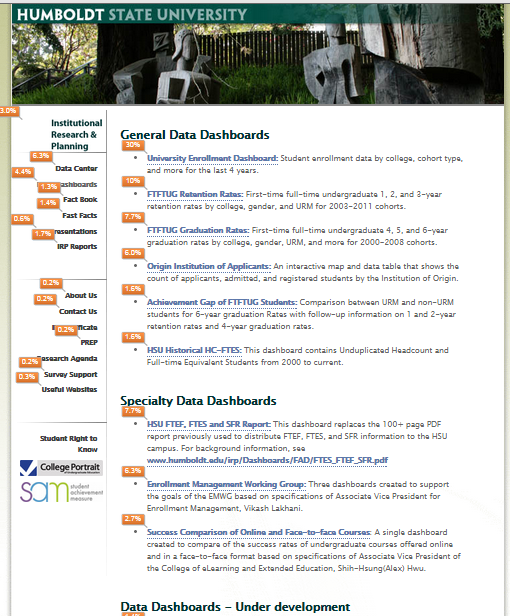 HUMBOLDT STATE UNIVERSITY
3.0%
Institutional
Research &
Planning
6.3%
Data Center
4.4%
ashboards
1.3%
Fact Book
1.4%
Fast Facts
0.6%
esentations
1.7%
IRP Reports
0.2%
About Us
0.2%
Contact Us
0.2%
ficate
PREP
esearch Agenda
0.2%
Survey Support
0.3%
Useful Websites
Student Right to
Know
College Portrait
sam student
achievement
measure
General Data Dashboards
30%
University Enrollment Dashboard: Student enrollment data by college, cohort type,
and more for the last 4 years.
10%
FTFTUG Retention Rates: First-time full-time undergraduate 1, 2, and 3-year
retention rates by college, gender, and URM for 2003-2011 cohorts.
7.7%
FTFTUG Graduation Rates: First-time full-time undergraduate 4, 5, and 6-year
graduation rates by college, gender, URM, and more for 2000-2008 cohorts.
6.0%
Origin Institution of Applicants: An interactive map and data table that shows the
count of applicants, admitted, and registered students by the Institution of Origin.
1.6%
Achievement Gap of FTFTUG Students: Comparison between URM and non-URM
students for 6-year graduation Rates with follow-up information on 1 and 2-year
retention rates and 4-year graduation rates.
1.6%
HSU Historical HC-FTES: This dashboard contains Unduplicated Headcount and
Full-time Equivalent Students from 2000 to current.
Specialty Data Dashboards
7.7%
HSU FTEF, FTES and SFR Report: This dashboard replaces the 100+ page PDF
report previously used to distribute FTEF, FTES, and SFR information to the HSU
campus. For background information, see
www.humboldt.edu/irp/Dashboards/FAD/FTES_FTEF_SFR.pdf
6.3%
Enrollment Management Working Group: Three dashboards created to support
the goals of the EMWG based on specifications of Associate Vice President for
Enrollment Management, Vikash Lakhani.
2.7%
Success Comparison of Online and Face-to-face Courses: A single dashboard
created to compare of the success rates of undergraduate courses offered online
and in a face-to-face format based on specifications of Associate Vice President of
the College of eLearning and Extended Education, Shih-Hsung(Alex) Hwu.
Data Dashboards - Under development